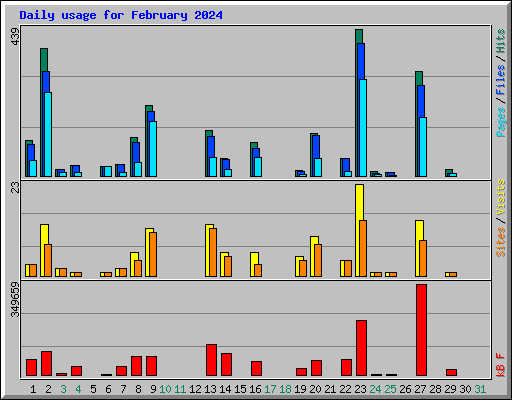 Daily usage for February 2024
439
Pages / Files / Hits
23
Sites / Visits
349659
kB F
1 2 3 4 5 6 7 8 9 10 11 12 13 14 15 16 17 18 19 20 21 22 23 24 25 26 27 28 29 30 31